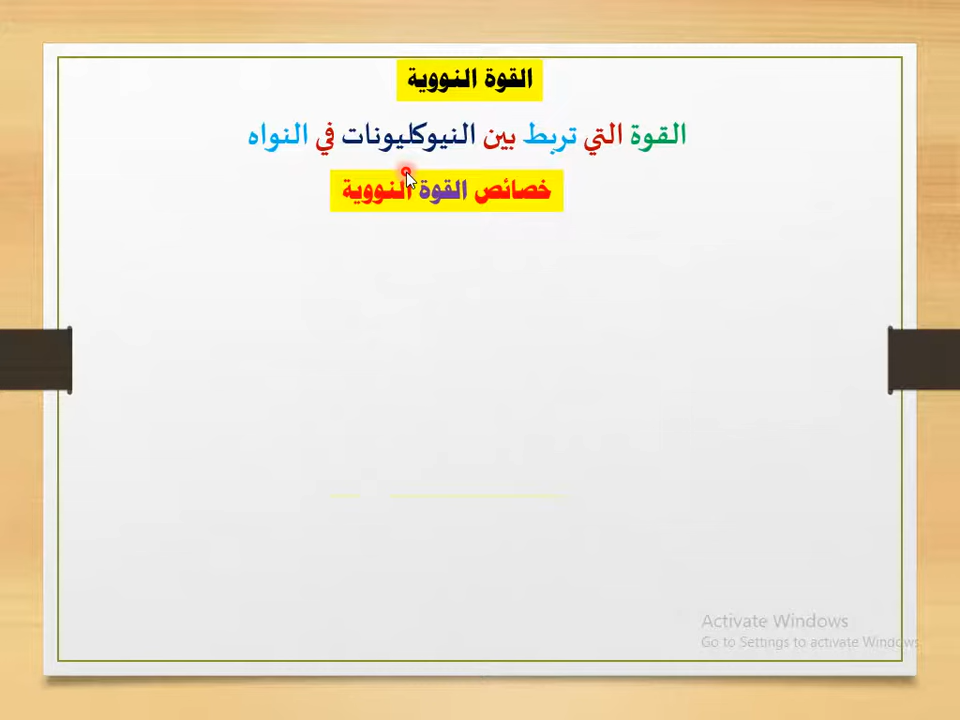 القوة النووية
القوة التي تربط بين النيوكليونات في النواه
خصائص القوة النووية
Activate Windows
Go to Settings to activate Windows.